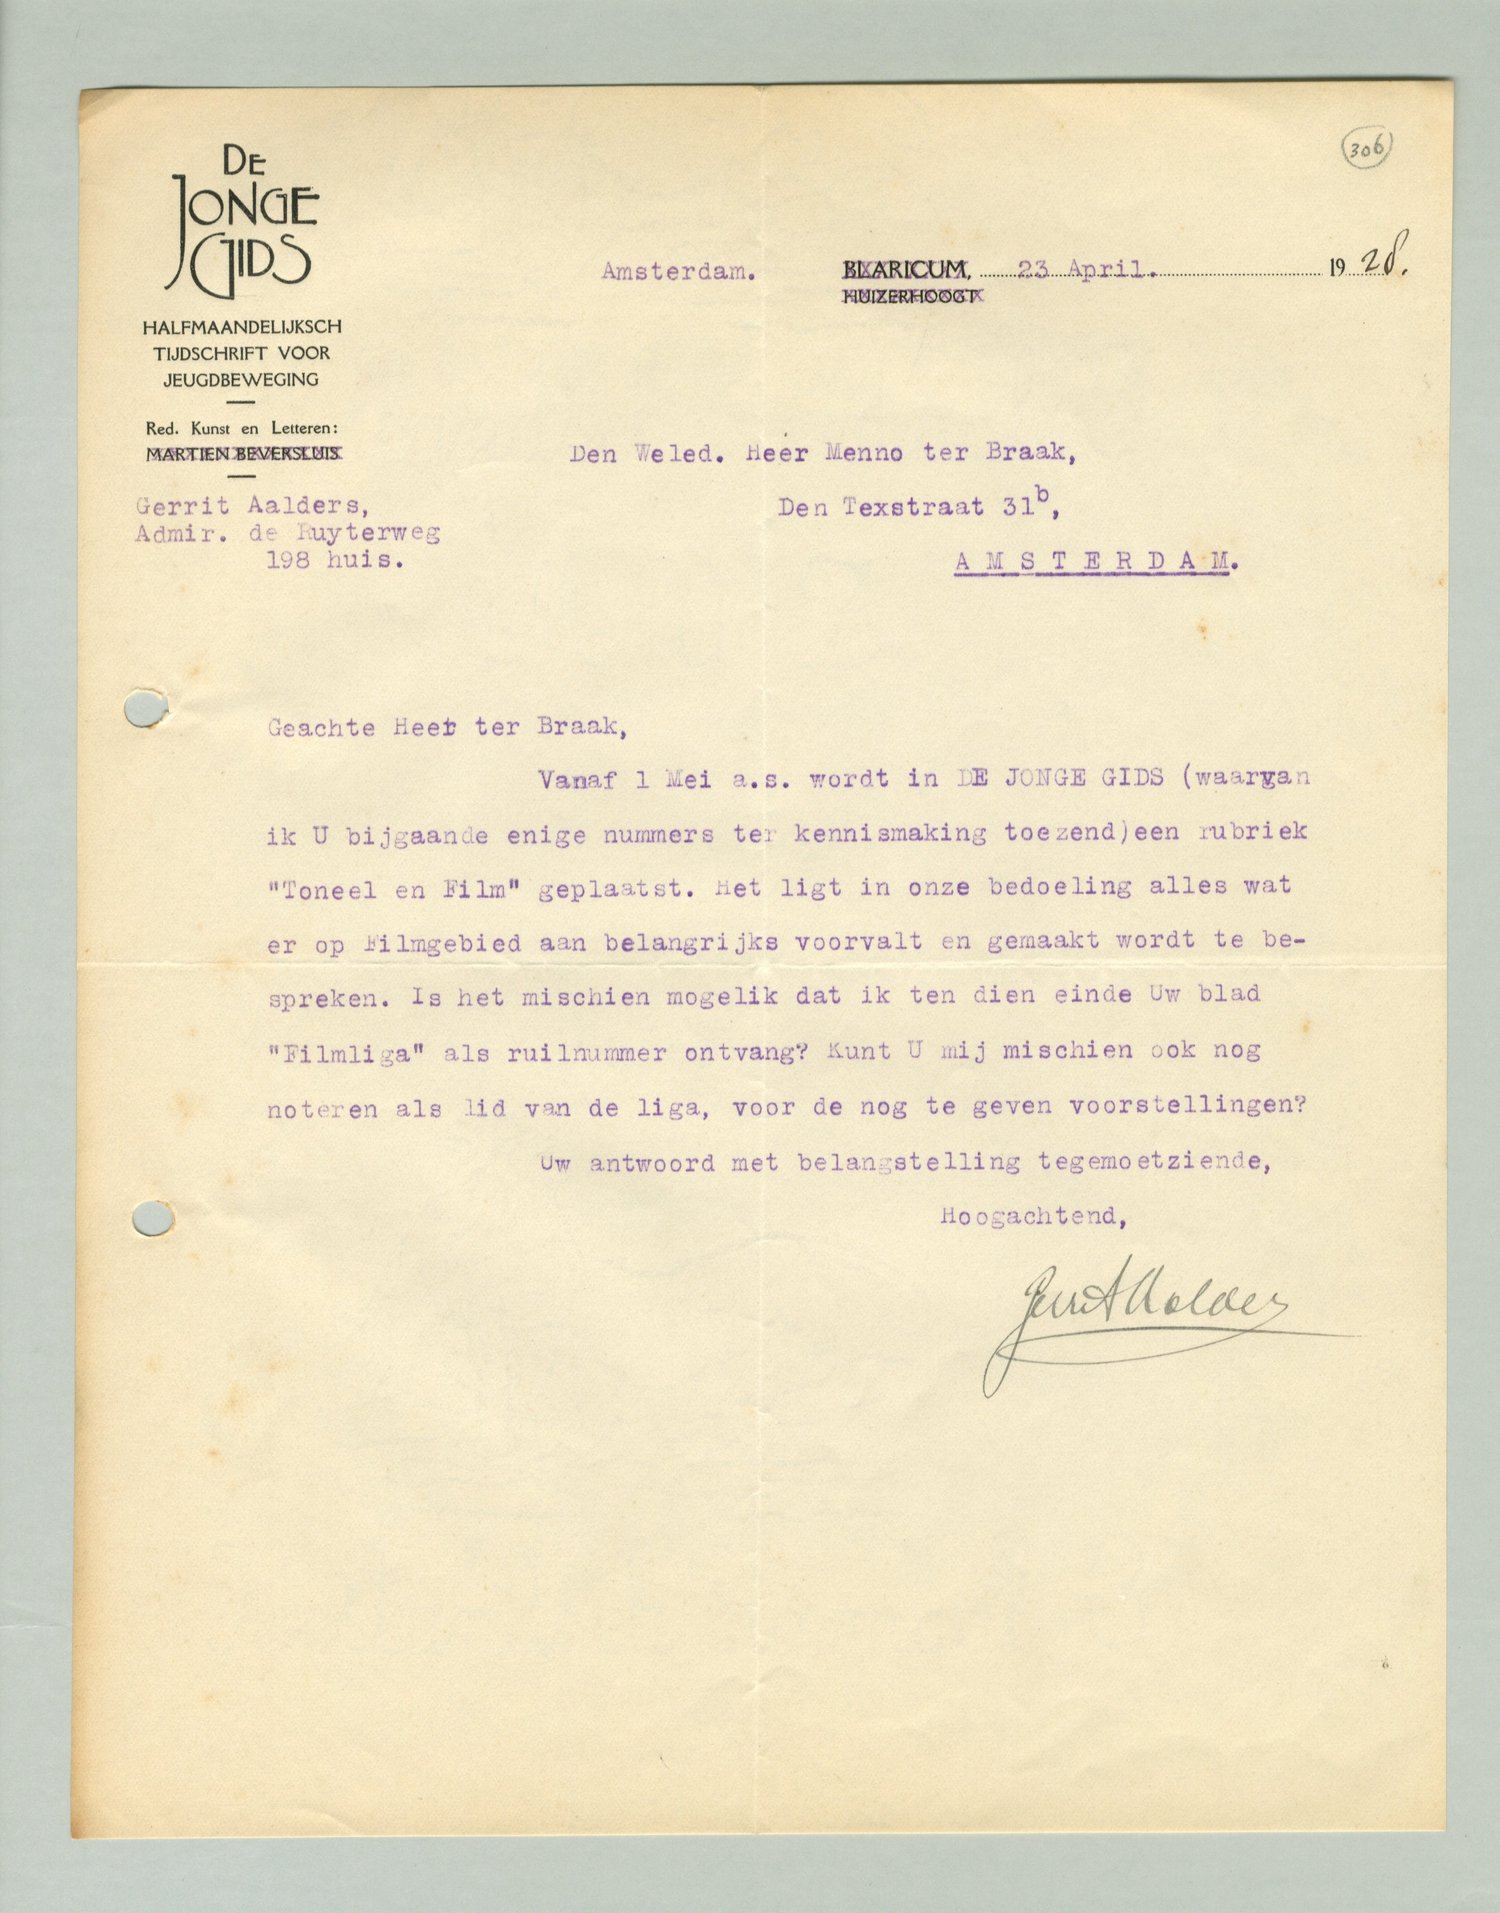 306
DE
JONGE
GIDS
HALFMAANDELIJKSCH
TIJDSCHRIFT VOOR
JEUGDBEWEGING
Red. Kunst en Letteren:
MARTIEN BEVERSLUIS
Gerrit Aalders,
Admir. de Ruyterweg
198 huis.
Amsterdam. BLARICUM, 23 April. 1928.
HUIZERHOOGT
Den Weled. Heer Menno ter Braak,
Den Texstraat 31b,
AMSTERDAM.
Geachte Heer ter Braak,
Vanaf 1 Mei a.s. wordt in DE JONGE GIDS (waarvan
ik U bijgaande enige nummers ter kennismaking toezend)een rubriek
"Toneel en Film" geplaatst. Het ligt in onze bedoeling alles wat
er op Filmgebied aan belangrijks voorvalt en gemaakt wordt te be-
spreken. Is het mischien mogelik dat ik ten dien einde Uw blad
"Filmliga" als ruilnummer ontvang? Kunt U mij mischien ook nog
noteren als lid van de liga, voor de nog te geven voorstellingen?
Uw antwoord met belangstelling tegemoetziende,
Hoogachtend,
Gerrit Aalders